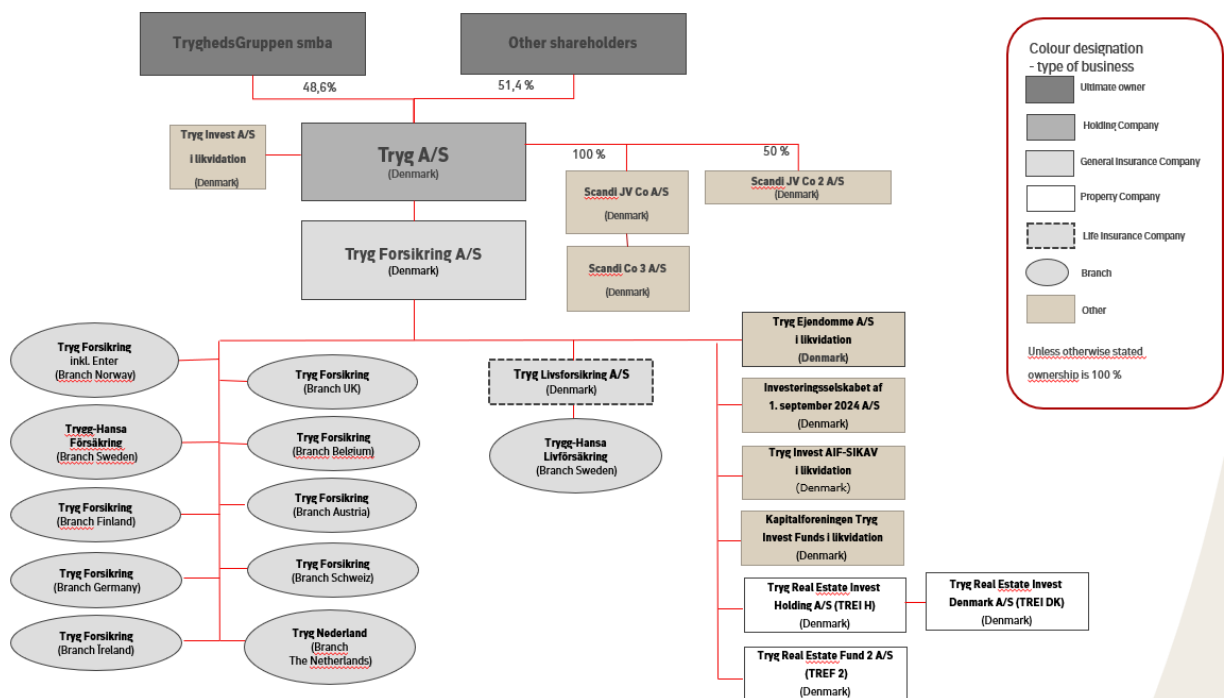 TryghedsGruppen smba
Other shareholders
48,6%
51,4 %
Tryg Invest A/S
i likvidation
(Denmark)
Tryg A/S
(Denmark)
100 %
50 %
Scandi JV Co A/S
(Denmark)
Scandi JV Co 2 A/S
(Denmark)
Tryg Forsikring A/S
(Denmark)
Scandi Co 3 A/S
(Denmark)
Tryg Forsikring
inkl. Enter
(Branch Norway)
Tryg Forsikring
(Branch UK)
Trygg-Hansa
Försäkring
(Branch Sweden)
Tryg Forsikring
(Branch Belgium)
Tryg Forsikring
(Branch Finland)
Tryg Forsikring
(Branch Austria)
Tryg Forsikring
(Branch Germany)
Tryg Forsikring
(Branch Schweiz)
Tryg Forsikring
(Branch Ìreland)
Tryg Nederland
(Branch
The Netherlands)
Tryg Livsforsikring A/S
(Denmark)
Trygg-Hansa
Livförsäkring
(Branch Sweden)
Tryg Ejendomme A/S
i likvidation
(Denmark)
Investeringsselskabet af
1. september 2024 A/S
(Denmark)
Tryg Invest AIF-SIKAV
i likvidation
(Denmark)
Kapitalforeningen Tryg
Invest Funds i likvidation
(Denmark)
Tryg Real Estate Invest
Holding A/S (TREI H)
(Denmark)
Tryg Real Estate Invest
Denmark A/S (TREI DK)
(Denmark)
Tryg Real Estate Fund 2 A/S
(TREF 2)
(Denmark)
Colour designation
- type of business
Ultimate owner
Holding Company
General Insurance Company
Property Company
Life Insurance Company
Branch
Other
Unless otherwise stated
ownership is 100 %